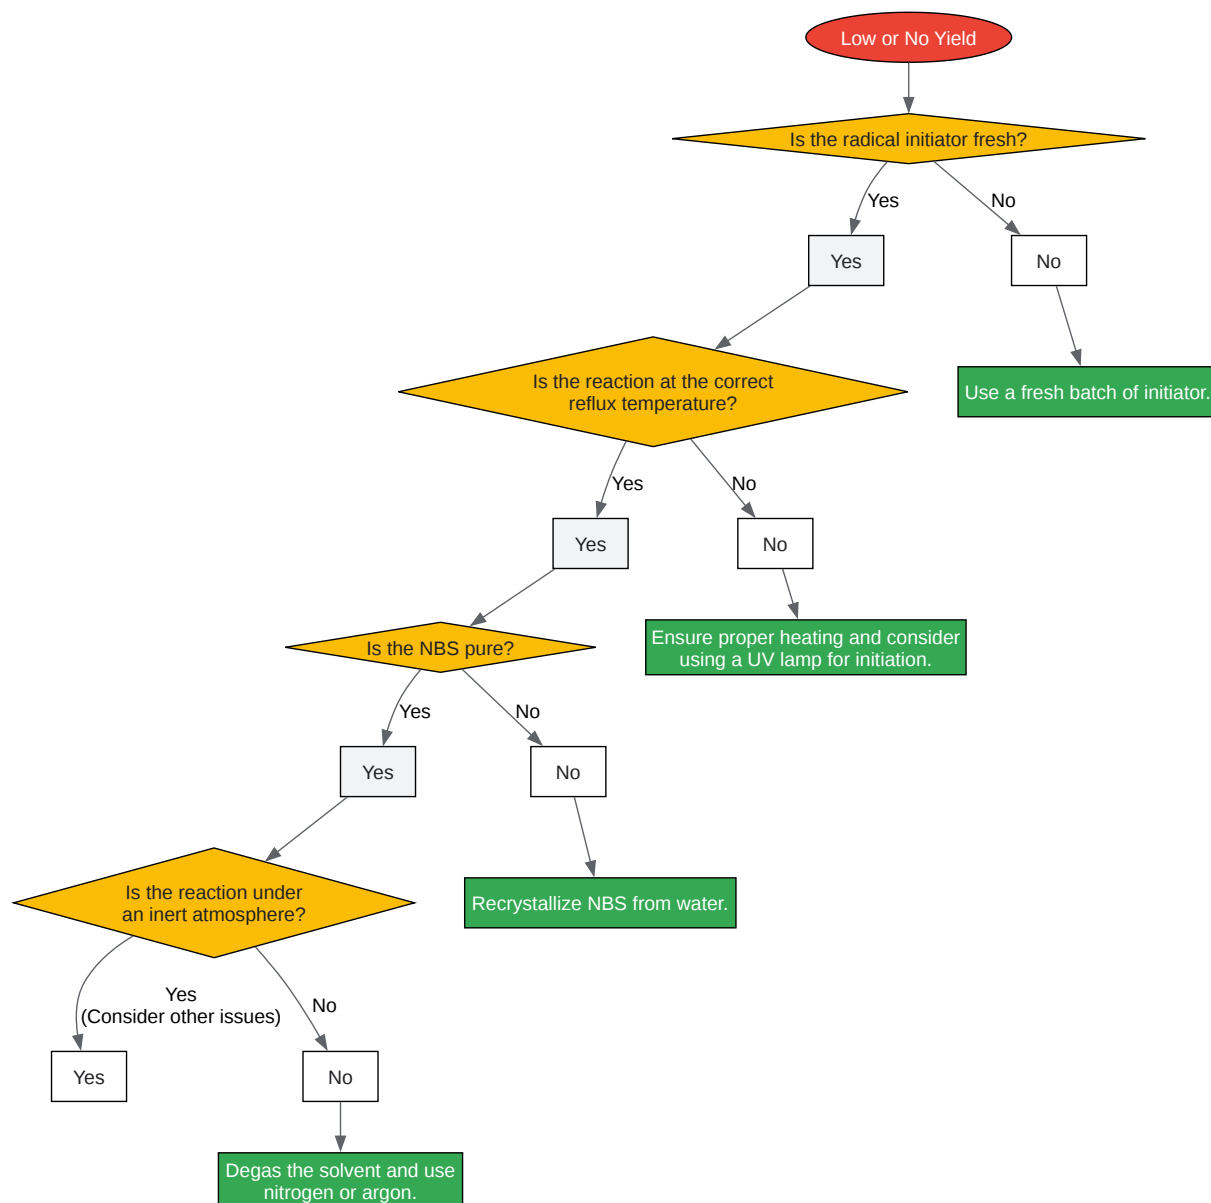 Low or No Yield
Is the radical initiator fresh?
Yes
No
Yes
No
Is the reaction at the correct
reflux temperature?
Use a fresh batch of initiator.
Yes
No
Yes
No
Ensure proper heating and consider
using a UV lamp for initiation.
Is the NBS pure?
Yes
No
Yes
No
Is the reaction under
an inert atmosphere?
Recrystallize NBS from water.
Yes
(Consider other issues)
No
Yes
No
Degas the solvent and use
nitrogen or argon.